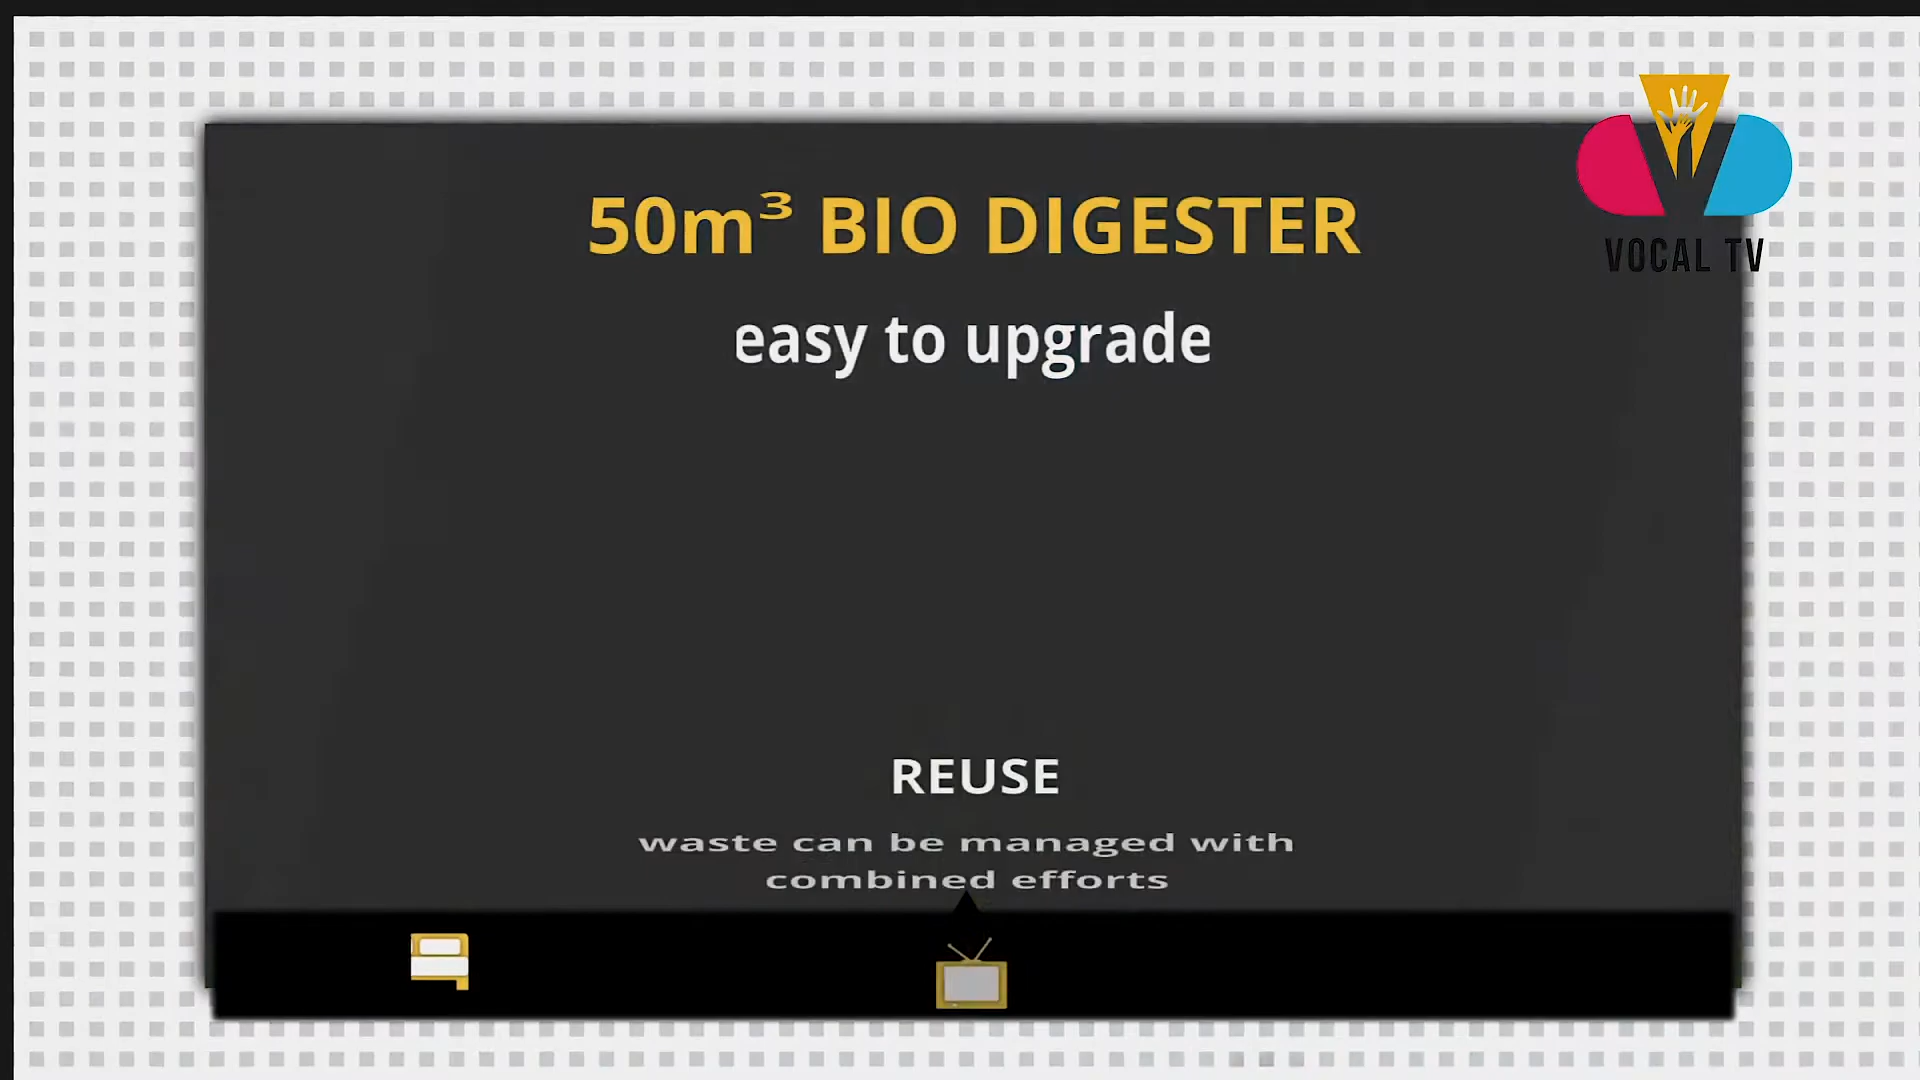 50m³ BIO DIGESTER
VOCAL TV
easy to upgrade
REUSE
waste can be managed with
combined efforts